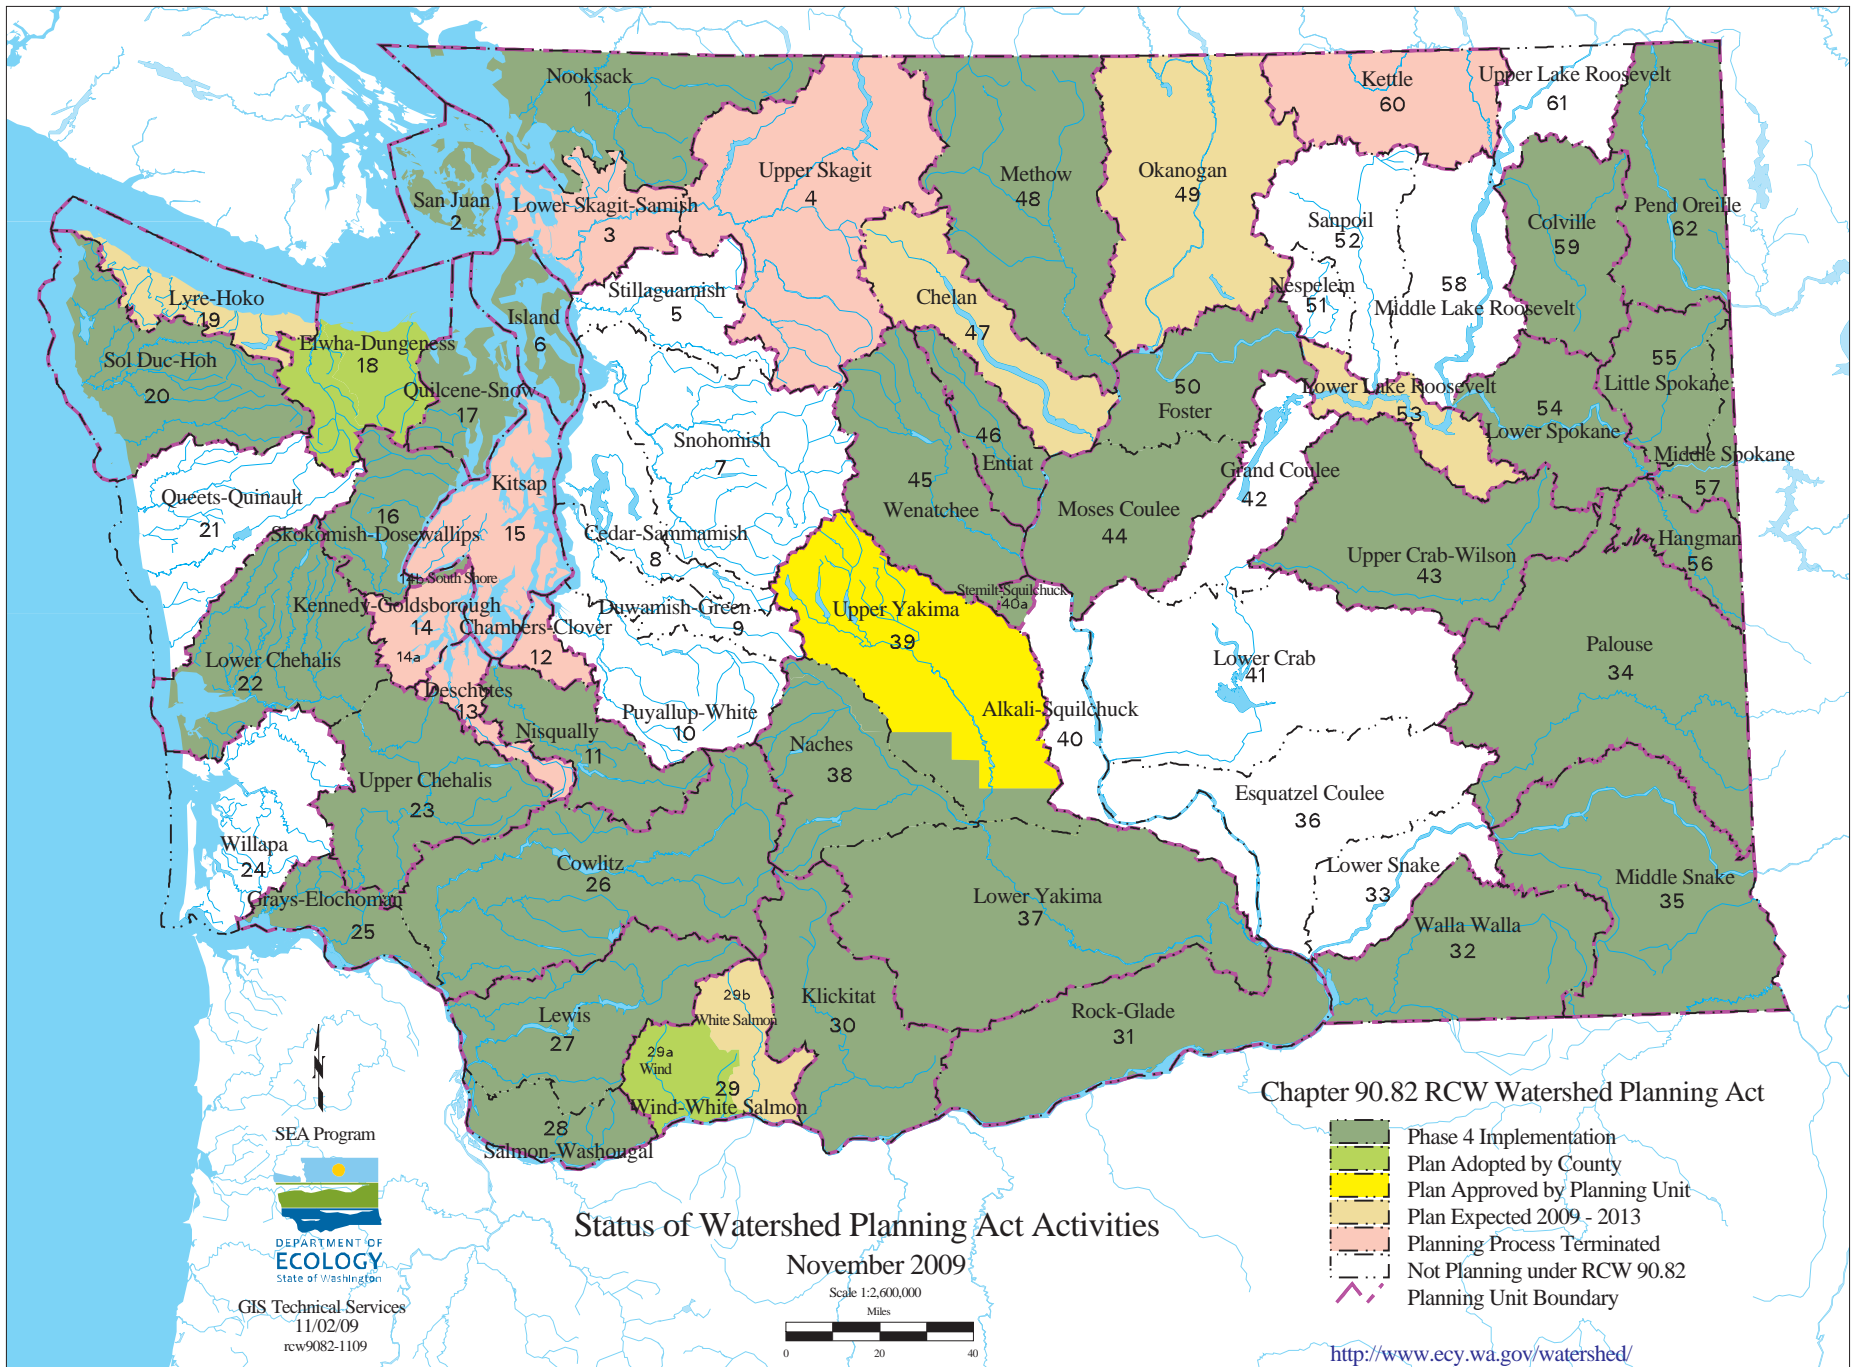 Nooksack
1
San Juan
2
Lower Skagit-Samish
3
Upper Skagit
4
Stillaguamish
5
Island
6
Snohomish
7
Cedar-Sammamish
8
Duwamish-Green
9
Puyallup-White
10
Nisqually
11
Chambers-Clover
12
Deschutes
13
Kennedy-Goldsborough
14
14a
14b South Shore
Kitsap
15
16
Skokomish-Dosewallips
Quilcene-Snow
17
Elwha-Dungeness
18
Lyre-Hoko
19
Sol Duc-Hoh
20
Queets-Quinault
21
Lower Chehalis
22
Upper Chehalis
23
Willapa
24
Grays-Elochoman
25
Cowlitz
26
Lewis
27
28
Salmon-Washougal
29a
Wind
29b
White Salmon
29
Wind-White Salmon
Klickitat
30
Rock-Glade
31
Walla Walla
32
Lower Snake
33
Palouse
34
Middle Snake
35
Esquatzel Coulee
36
Lower Yakima
37
Naches
38
Upper Yakima
39
Alkali-Squilchuck
40
Stemilt-Squilchuck
40a
Lower Crab
41
Grand Coulee
42
Upper Crab-Wilson
43
Moses Coulee
44
45
Wenatchee
46
Entiat
Chelan
47
Methow
48
Okanogan
49
50
Foster
Nespelem
51
Sanpoil
52
Lower Lake Roosevelt
53
54
Lower Spokane
55
Little Spokane
Hangman
56
Middle Spokane
57
58
Middle Lake Roosevelt
Colville
59
Kettle
60
Upper Lake Roosevelt
61
Pend Oreille
62
N
SEA Program
DEPARTMENT OF
ECOLOGY
State of Washington
GIS Technical Services
11/02/09
rcw9082-1109
Status of Watershed Planning Act Activities
November 2009
Scale 1:2,600,000
Miles
0 20 40
Chapter 90.82 RCW Watershed Planning Act
Phase 4 Implementation
Plan Adopted by County
Plan Approved by Planning Unit
Plan Expected 2009 - 2013
Planning Process Terminated
Not Planning under RCW 90.82
Planning Unit Boundary
http://www.ecy.wa.gov/watershed/